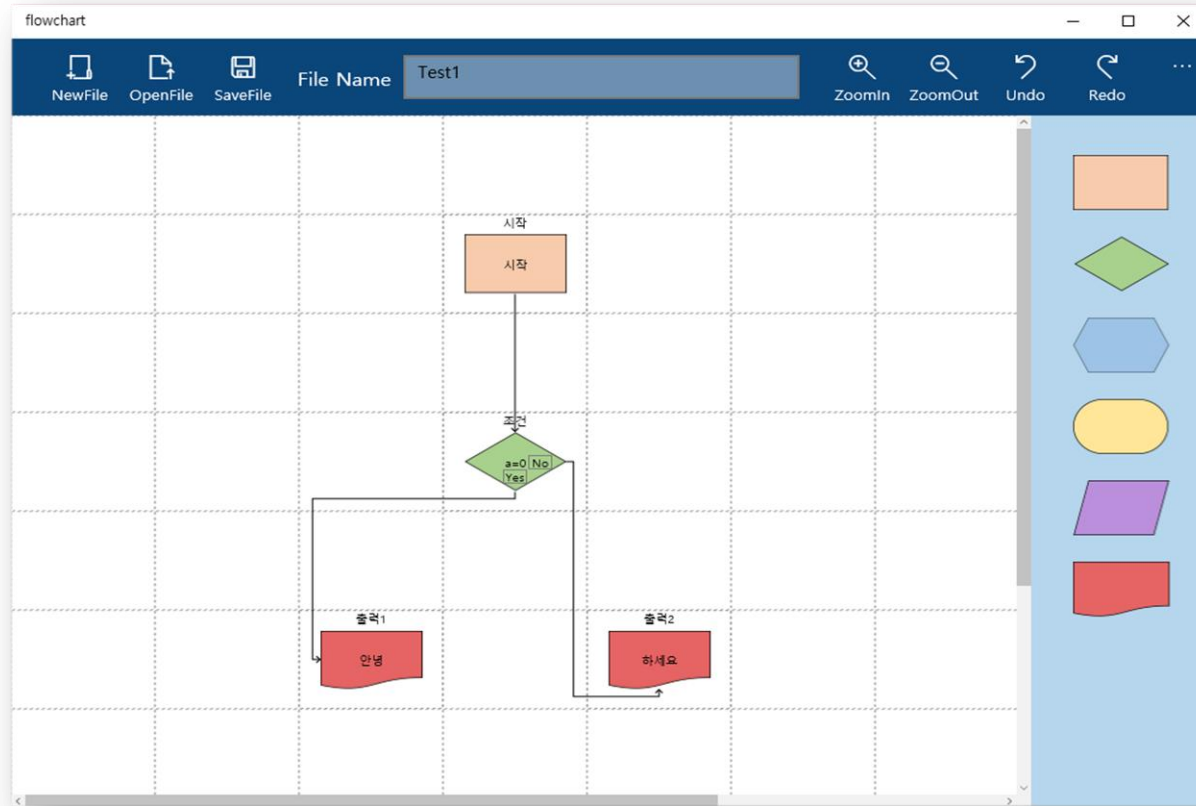 flowchart
NewFile
OpenFile
SaveFile
File Name
Test1
ZoomIn
ZoomOut
Undo
Redo
시작
시작
조건
a=0 No
Yes
출력1
출력2
안녕
하세요